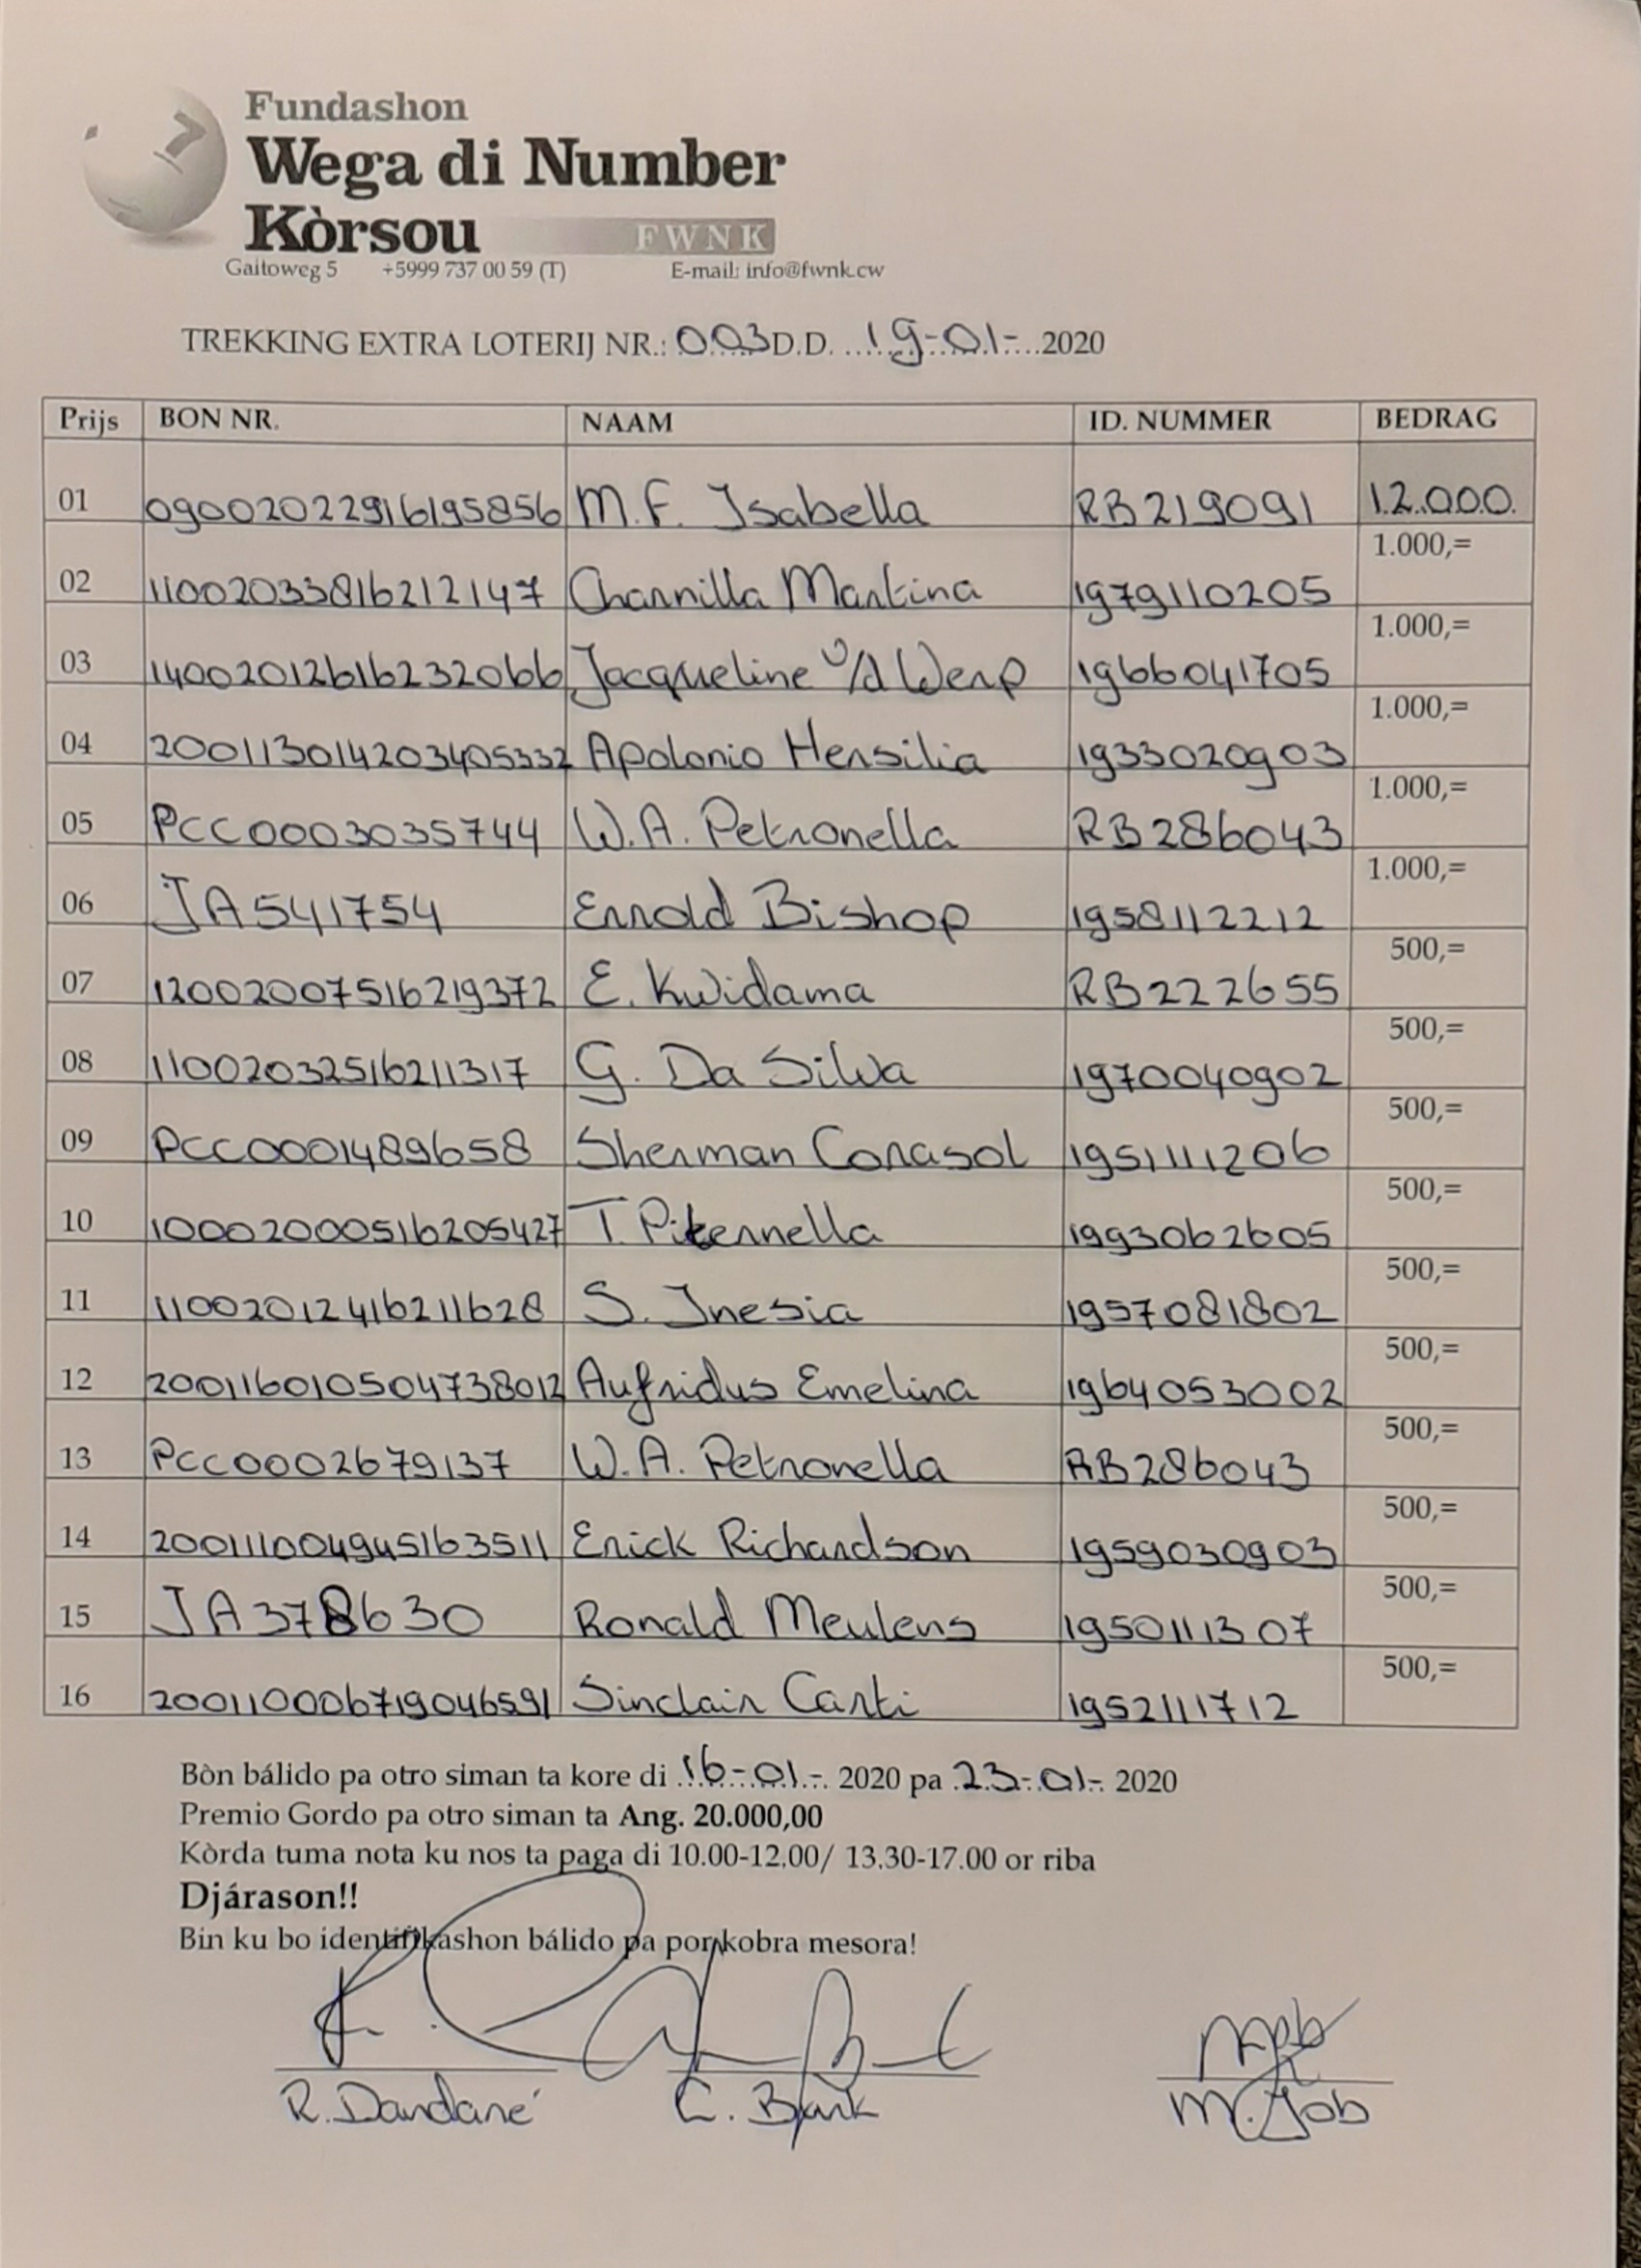 Fundashon
Wega di Number
Kòrsou FWNK
Gaitoweg 5 +5999 737 00 59 (T) E-mail: info@fwnk.cw
TREKKING EXTRA LOTERIJ NR.: 003 D.D. 19-01-2020
Prijs BON NR. NAAM ID. NUMMER BEDRAG
01 09002022916195856 M.F. Isabella RB219091 12.000.
02 11002033816212147 Channilla Martina 1979110205 1.000,=
03 14002012616232066 Jacqueline v/d Werp 1966041705 1.000,=
04 200113014203405332 Apolonio Hersilia 1933020903 1.000,=
05 PCC0003035744 W.A. Petronella RB286043 1.000,=
06 JA541754 Errold Bishop 1958112212 1.000,=
07 12002007516219372 E. Kwidama RB222655 500,=
08 11002032516211317 G. Da Silva 1970040902 500,=
09 PCC0001489658 Sherman Corasol 1951111206 500,=
10 10002000516205427 T. Piternella 1993062605 500,=
11 11002012416211628 S. Inesia 1957081802 500,=
12 200116010504738012 Aufridus Emelina 1964053002 500,=
13 PCC0002679137 W.A. Petronella RB286043 500,=
14 200111004945163511 Erick Richardson 1959030903 500,=
15 JA378630 Ronald Meulens 1950111307 500,=
16 200110006719046591 Sinclair Carti 1952111712 500,=
Bòn bálido pa otro siman ta kore di 16-01-2020 pa 23-01-2020
Premio Gordo pa otro siman ta Ang. 20.000,00
Kòrda tuma nota ku nos ta paga di 10.00-12.00/ 13.30-17.00 or riba
Djárason!!
Bin ku bo identifikashon bálido pa por kobra mesora!
R. Dandaré C. Bjørk M. Job